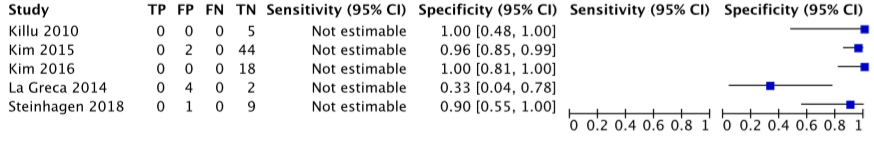 Study TP FP FN TN Sensitivity (95% CI) Specificity (95% CI) Sensitivity (95% CI) Specificity (95% CI)
Killu 2010 0 0 0 5 Not estimable 1.00 [0.48, 1.00]
Kim 2015 0 2 0 44 Not estimable 0.96 [0.85, 0.99]
Kim 2016 0 0 0 18 Not estimable 1.00 [0.81, 1.00]
La Greca 2014 0 4 0 2 Not estimable 0.33 [0.04, 0.78]
Steinhagen 2018 0 1 0 9 Not estimable 0.90 [0.55, 1.00]
0 0.2 0.4 0.6 0.8 1 0 0.2 0.4 0.6 0.8 1